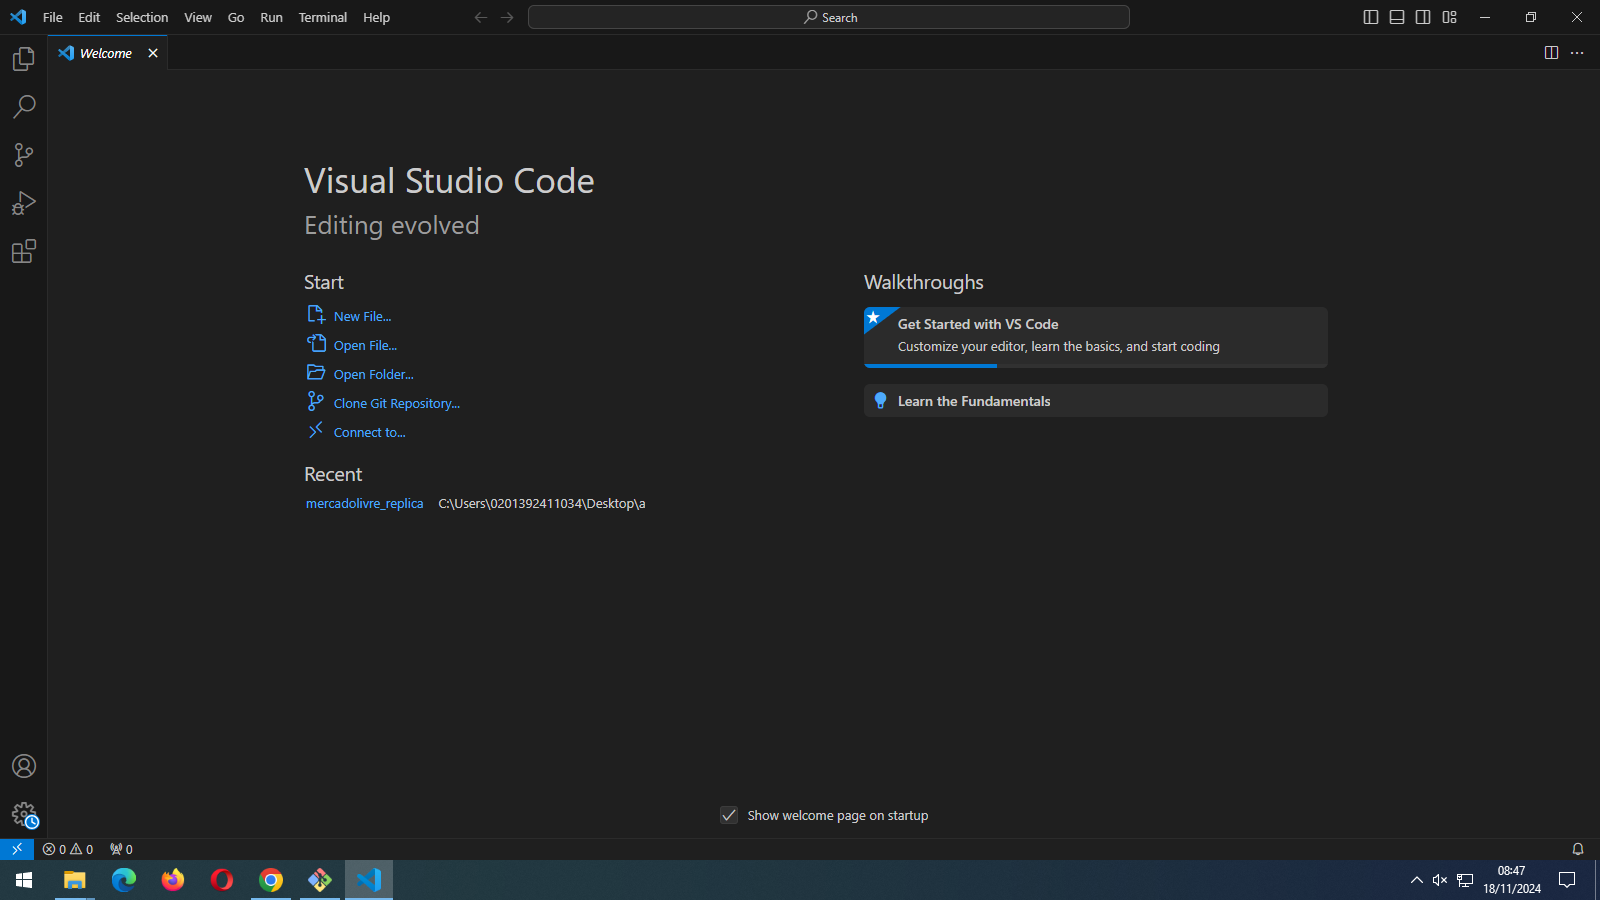 File Edit Selection View Go Run Terminal Help
Search
Welcome
Visual Studio Code
Editing evolved
Start
New File...
Open File...
Open Folder...
Clone Git Repository...
Connect to...
Recent
mercadolivre_replica C:\Users\0201392411034\Desktop\a
Walkthroughs
Get Started with VS Code
Customize your editor, learn the basics, and start coding
Learn the Fundamentals
Show welcome page on startup
0 0 0
08:47
18/11/2024